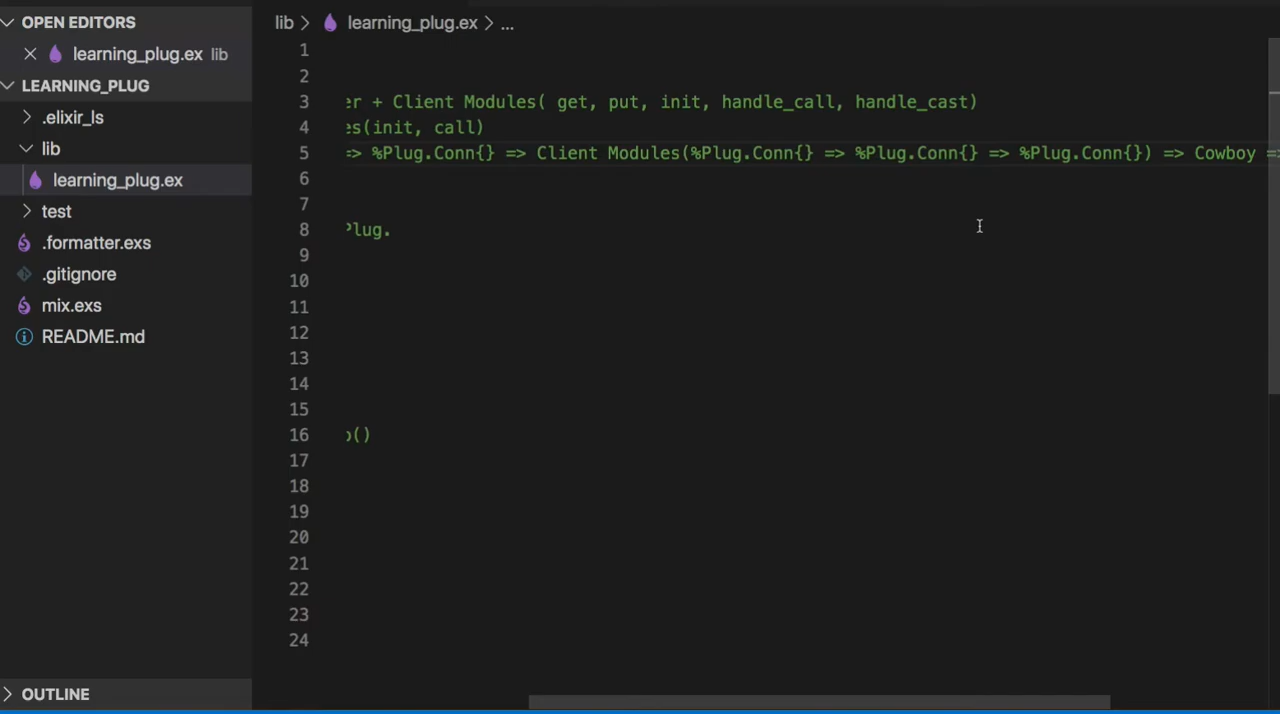 OPEN EDITORS
learning_plug.ex lib
LEARNING_PLUG
.elixir_ls
lib
learning_plug.ex
test
.formatter.exs
.gitignore
mix.exs
README.md
OUTLINE
lib > learning_plug.ex > ...
1
2
3 er + Client Modules( get, put, init, handle_call, handle_cast)
4 es(init, call)
5 => %Plug.Conn{} => Client Modules(%Plug.Conn{} => %Plug.Conn{} => %Plug.Conn{}) => Cowboy =>
6
7
8 Plug.
9
10
11
12
13
14
15
16 ()
17
18
19
20
21
22
23
24